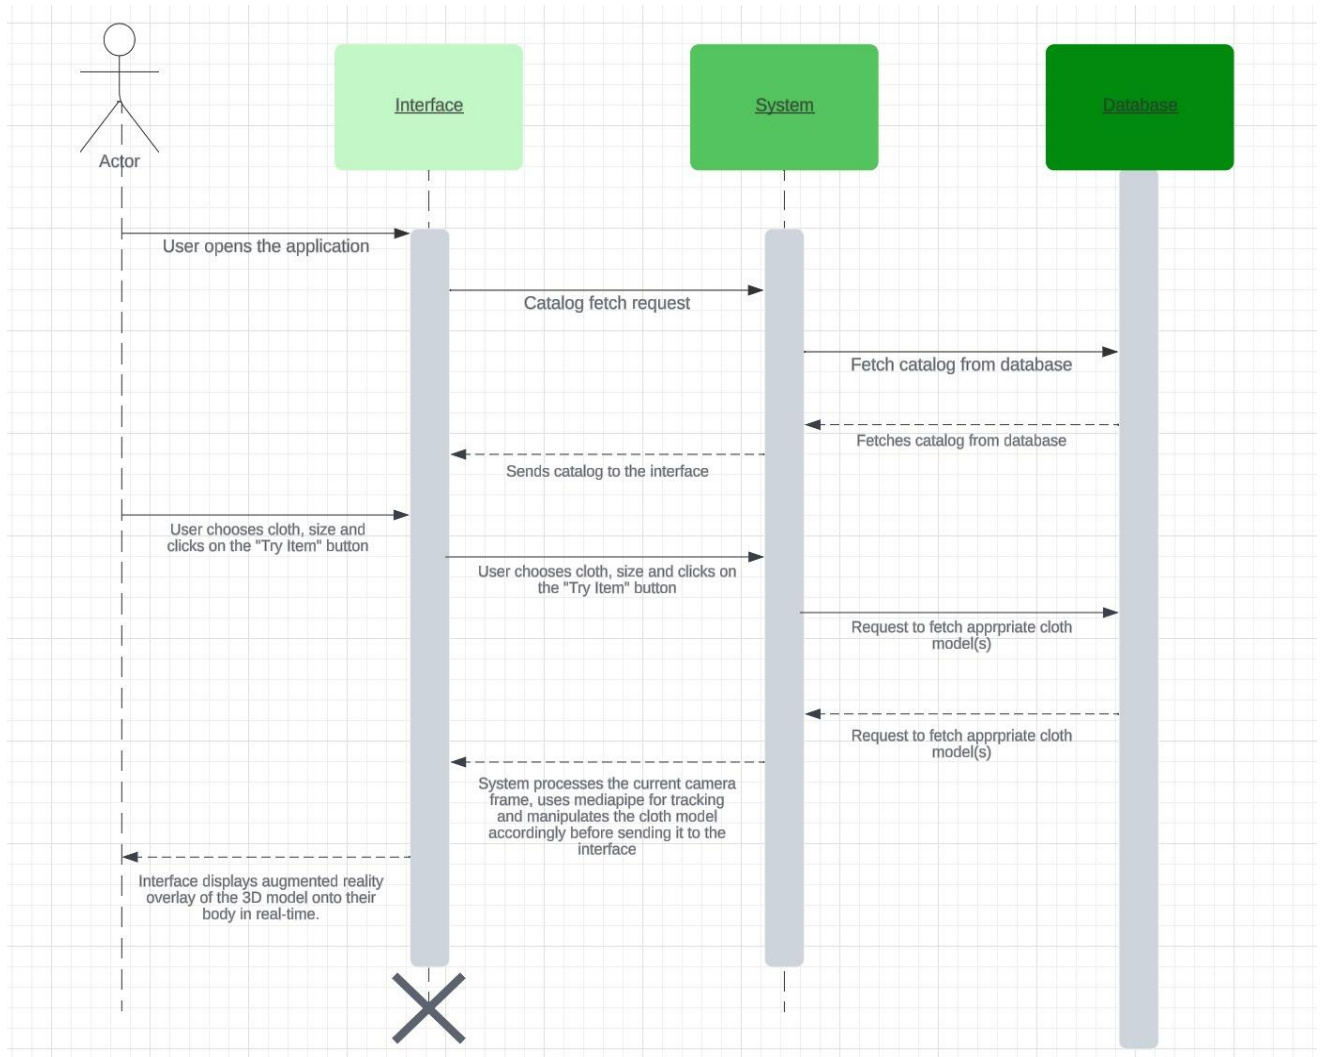 Interface
System
Database
Actor
User opens the application
Catalog fetch request
Fetch catalog from database
Fetches catalog from database
Sends catalog to the interface
User chooses cloth, size and
clicks on the "Try Item" button
User chooses cloth, size and clicks on
the "Try Item" button
Request to fetch apprpriate cloth
model(s)
Request to fetch apprpriate cloth
model(s)
System processes the current camera
frame, uses mediapipe for tracking
and manipulates the cloth model
accordingly before sending it to the
interface
Interface displays augmented reality
overlay of the 3D model onto their
body in real-time.